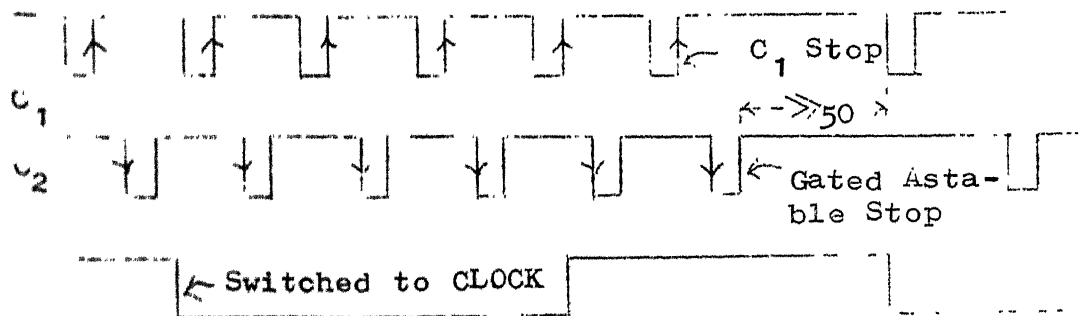 C₁ Stop
C₁
≫50
C₂
Gated Asta-
ble Stop
Switched to CLOCK